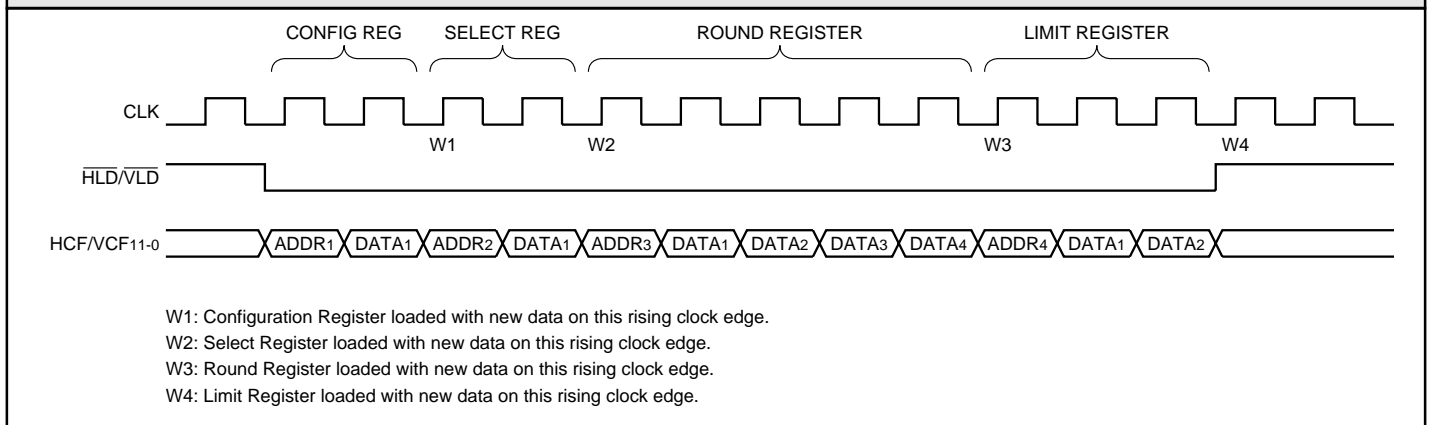 CONFIG REG SELECT REG ROUND REGISTER LIMIT REGISTER
CLK
W1 W2 W3 W4
HLD/VLD
HCF/VCF11-0 ADDR1 DATA1 ADDR2 DATA1 ADDR3 DATA1 DATA2 DATA3 DATA4 ADDR4 DATA1 DATA2
W1: Configuration Register loaded with new data on this rising clock edge.
W2: Select Register loaded with new data on this rising clock edge.
W3: Round Register loaded with new data on this rising clock edge.
W4: Limit Register loaded with new data on this rising clock edge.